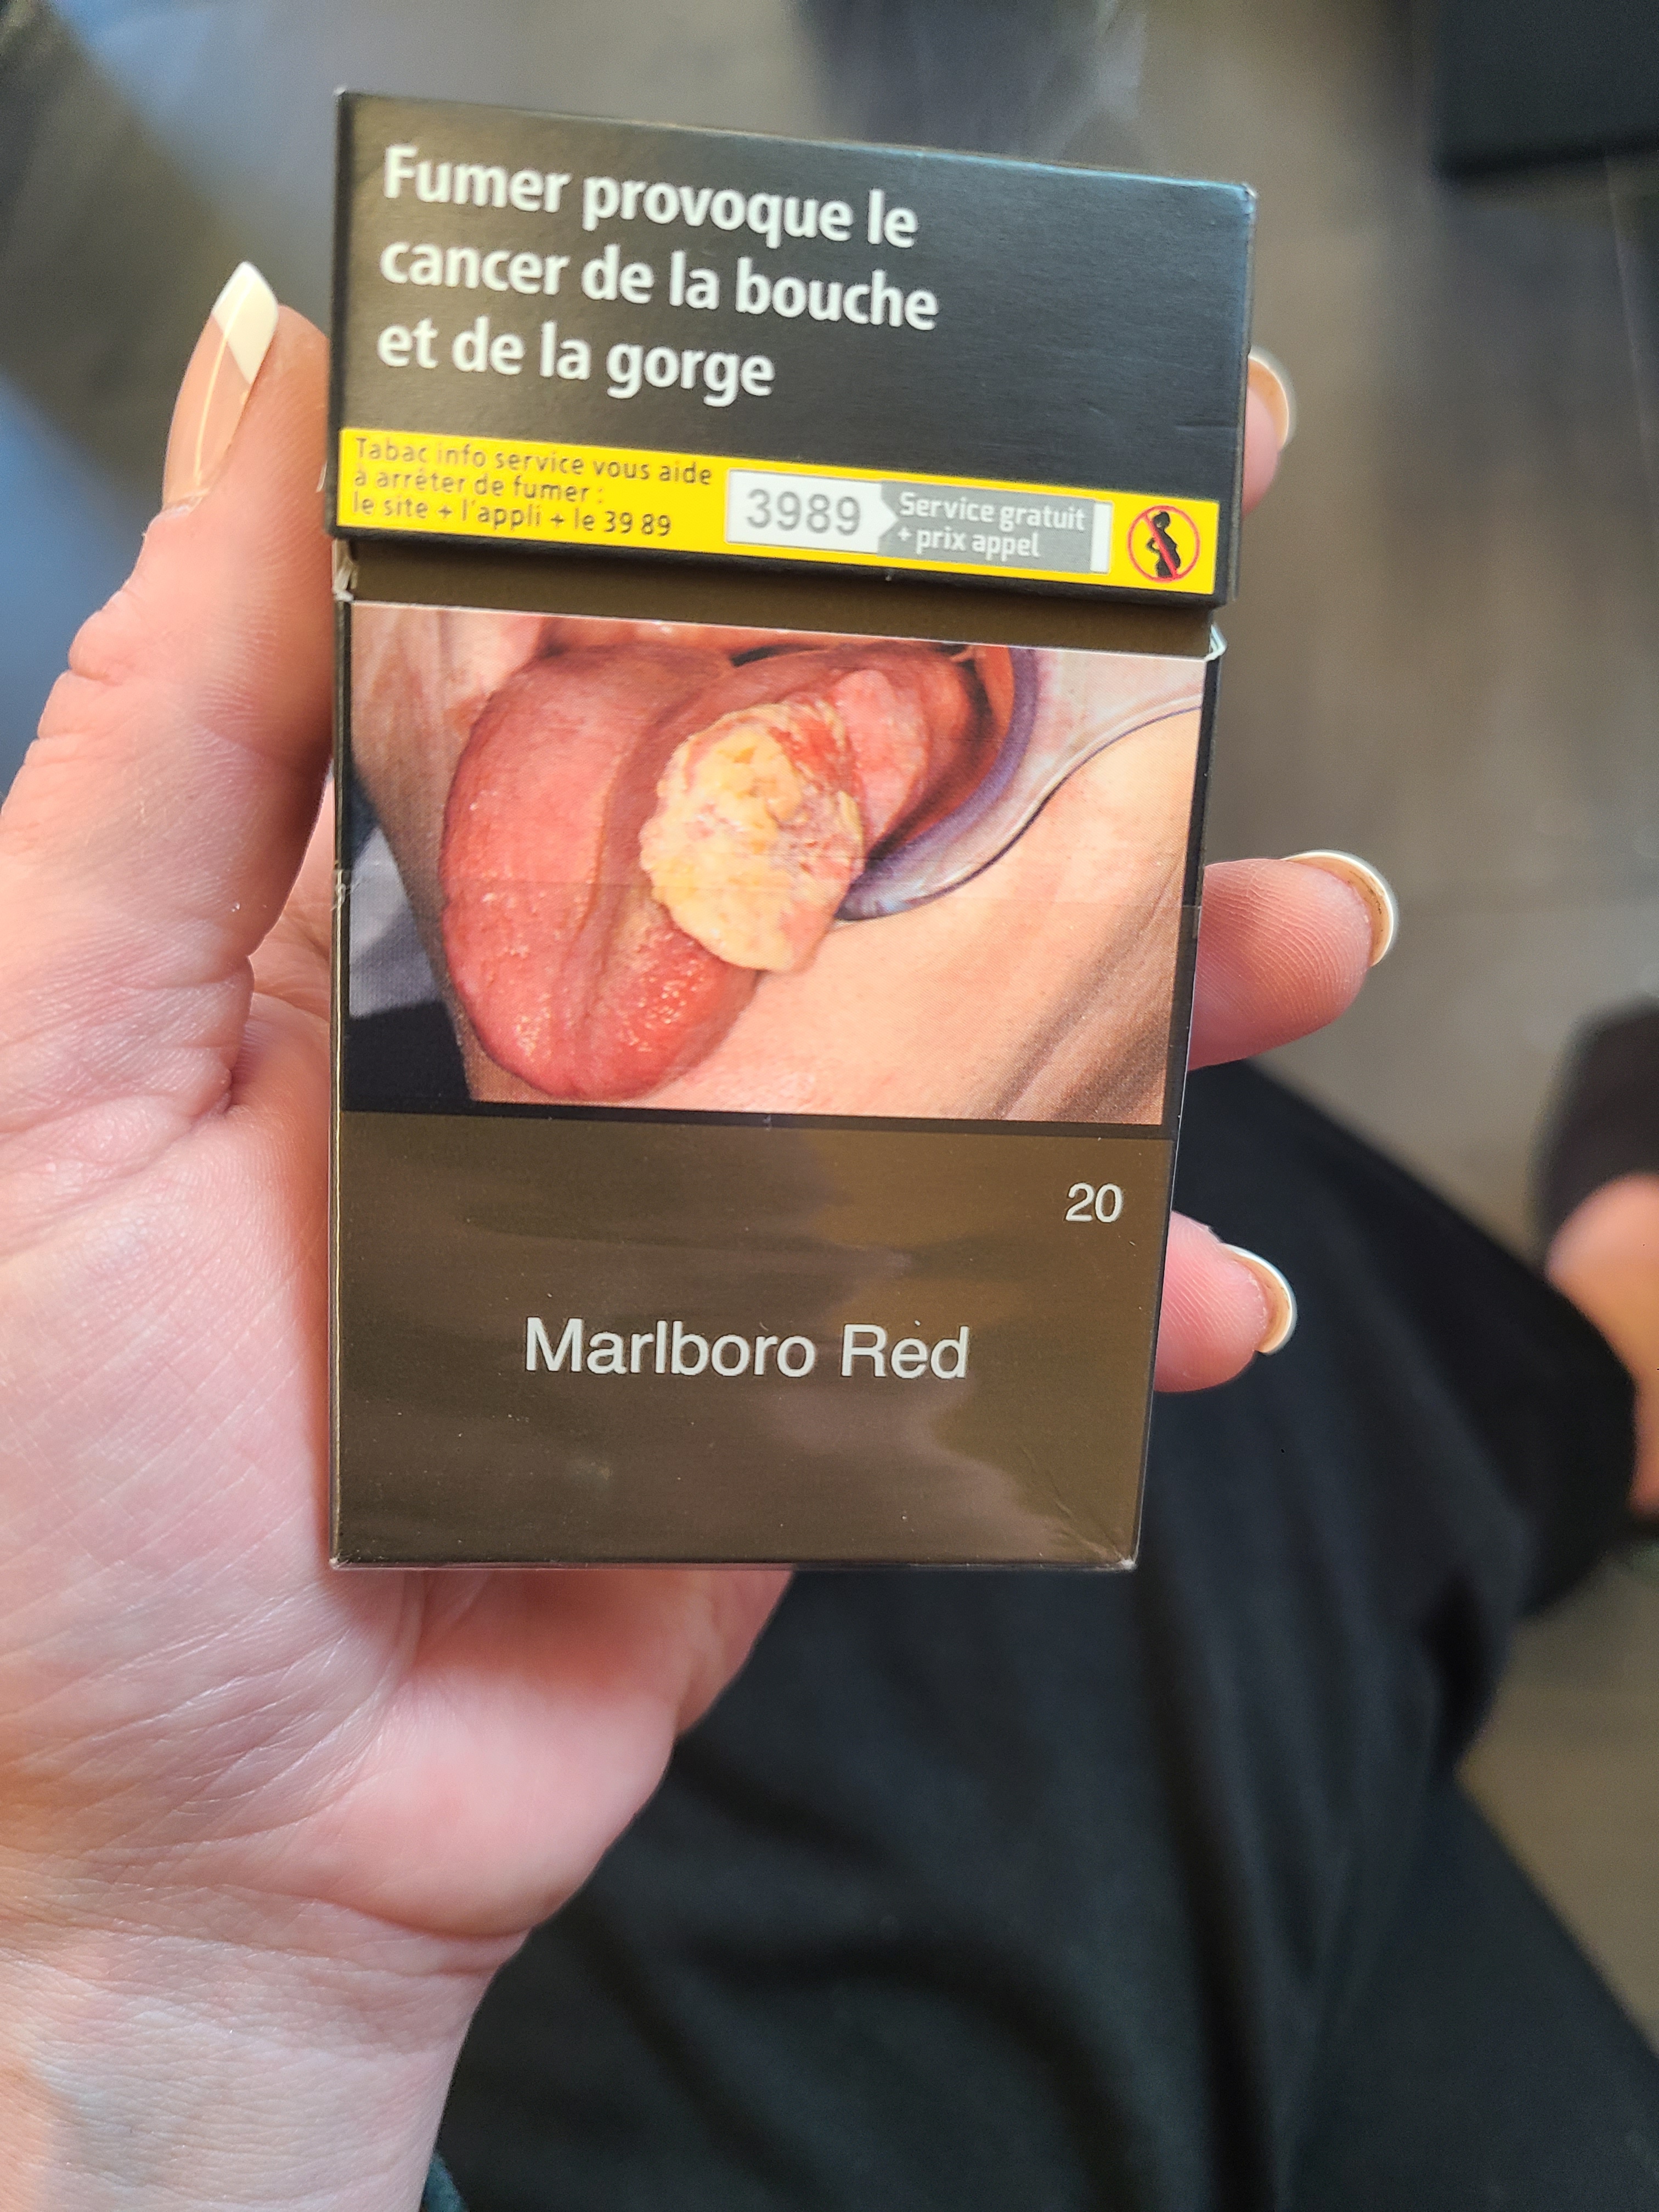 Fumer provoque le
cancer de la bouche
et de la gorge
Tabac info service vous aide
à arrêter de fumer :
le site + l'appli + le 39 89
3989
Service gratuit
+ prix appel
20
Marlboro Red